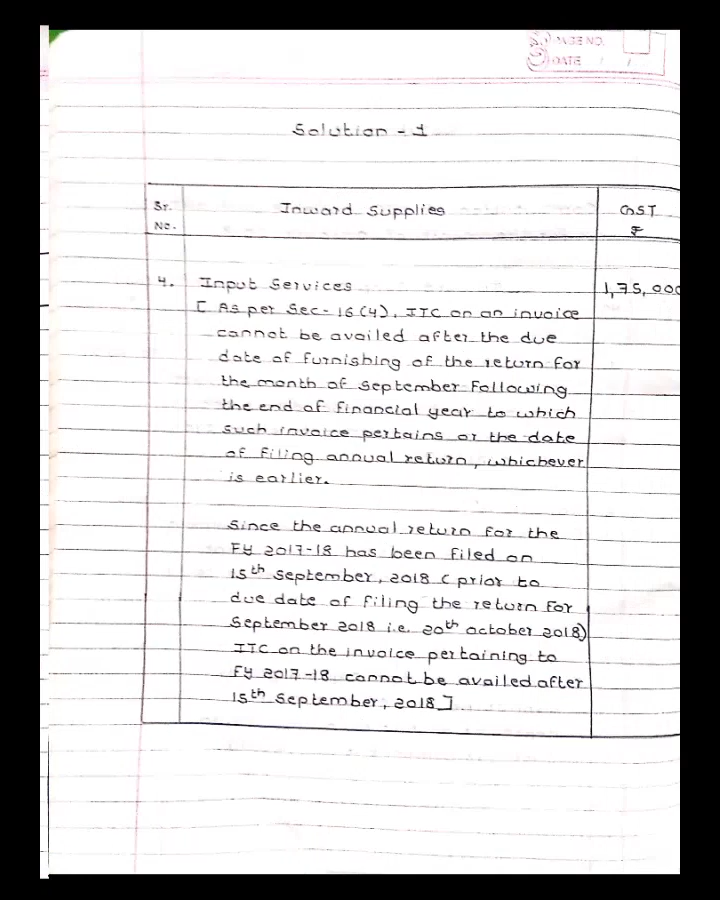 PAGE NO.
DATE / /
Solution - 1
Sr. No.
Inward Supplies
CGST ₹
4. Input Services 1,75,000
[ As per Sec- 16 (4), ITC on an invoice
cannot be availed after the due
date of furnishing of the return for
the month of September Following
the end of financial year to which
such invoice pertains or the date
of filing annual return, whichever
is earlier.
Since the annual return for the
FY 2017-18 has been filed on
15th September, 2018 ( prior to
due date of filing the return for
September 2018 i.e. 20th october 2018)
ITC on the invoice pertaining to
FY 2017-18 cannot be availed after
15th September, 2018 ]